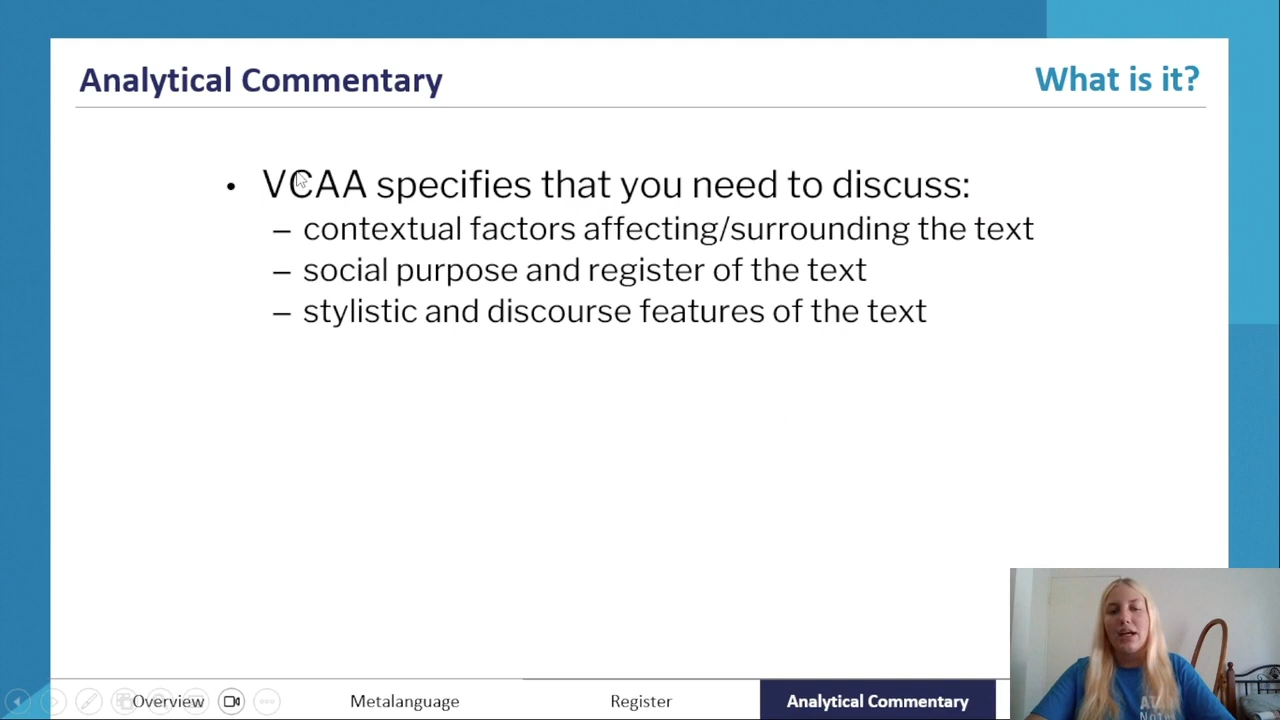 Analytical Commentary
What is it?
• VCAA specifies that you need to discuss:
– contextual factors affecting/surrounding the text
– social purpose and register of the text
– stylistic and discourse features of the text
Overview
Metalanguage
Register
Analytical Commentary